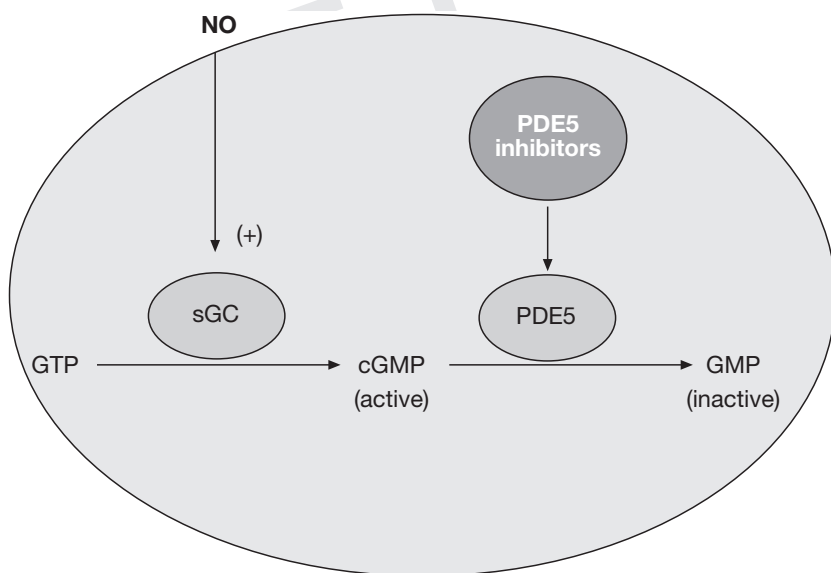 NO
PDE5
inhibitors
(+)
sGC
PDE5
GTP
cGMP
GMP
(active)
(inactive)